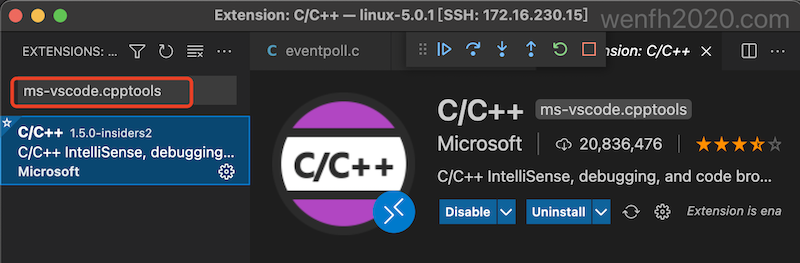 Extension: C/C++ — linux-5.0.1 [SSH: 172.16.230.15]
wenfh2020.com
EXTENSIONS: ...
eventpoll.c
nsion: C/C++
ms-vscode.cpptools
C/C++ 1.5.0-insiders2
C/C++ IntelliSense, debugging...
Microsoft
C/C++
C/C++ ms-vscode.cpptools
Microsoft | 20,836,476
C/C++ IntelliSense, debugging, and code bro...
Disable
Uninstall
Extension is ena